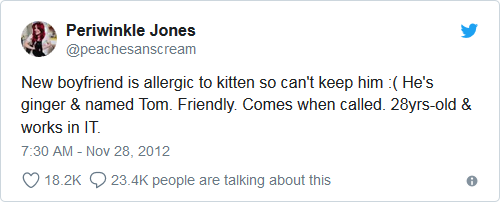 Periwinkle Jones
@peachesanscream
New boyfriend is allergic to kitten so can't keep him :( He's
ginger & named Tom. Friendly. Comes when called. 28yrs-old &
works in IT.
7:30 AM - Nov 28, 2012
18.2K 23.4K people are talking about this